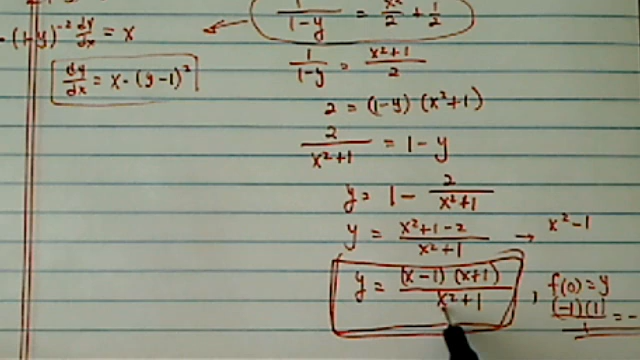 -(1-y)⁻² dy/dx = x
dy/dx = x · (y-1)²
1/(1-y) = x²/2 + 1/2
1/(1-y) = (x²+1)/2
2 = (1-y) (x²+1)
2/(x²+1) = 1-y
y = 1 - 2/(x²+1)
y = (x²+1-2)/(x²+1) → x²-1
y = (x-1)(x+1)/(x²+1) , f(0) = y
(-1)(1)/1 = -